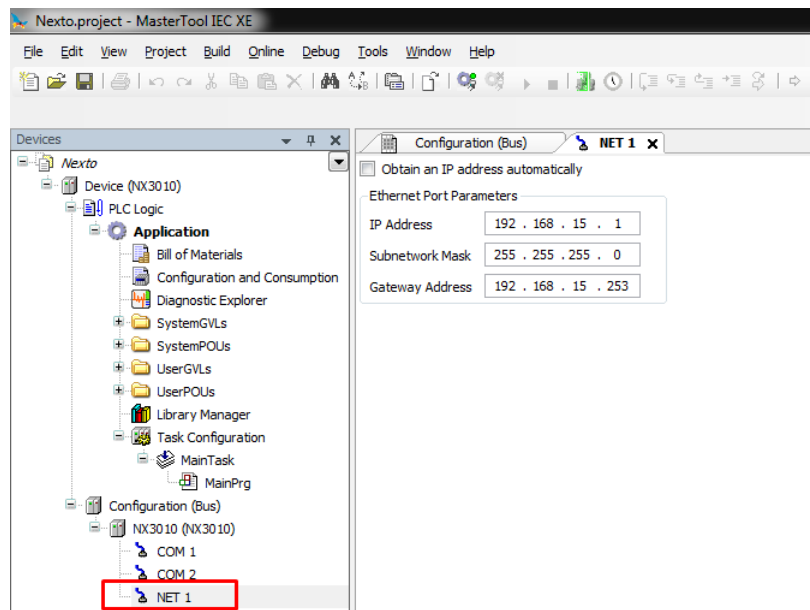 Nexto.project - MasterTool IEC XE
File Edit View Project Build Online Debug Tools Window Help
Devices
Nexto
Device (NX3010)
PLC Logic
Application
Bill of Materials
Configuration and Consumption
Diagnostic Explorer
SystemGVLs
SystemPOUs
UserGVLs
UserPOUs
Library Manager
Task Configuration
MainTask
MainPrg
Configuration (Bus)
NX3010 (NX3010)
COM 1
COM 2
NET 1
Configuration (Bus) NET 1
Obtain an IP address automatically
Ethernet Port Parameters
IP Address 192 . 168 . 15 . 1
Subnetwork Mask 255 . 255 . 255 . 0
Gateway Address 192 . 168 . 15 . 253